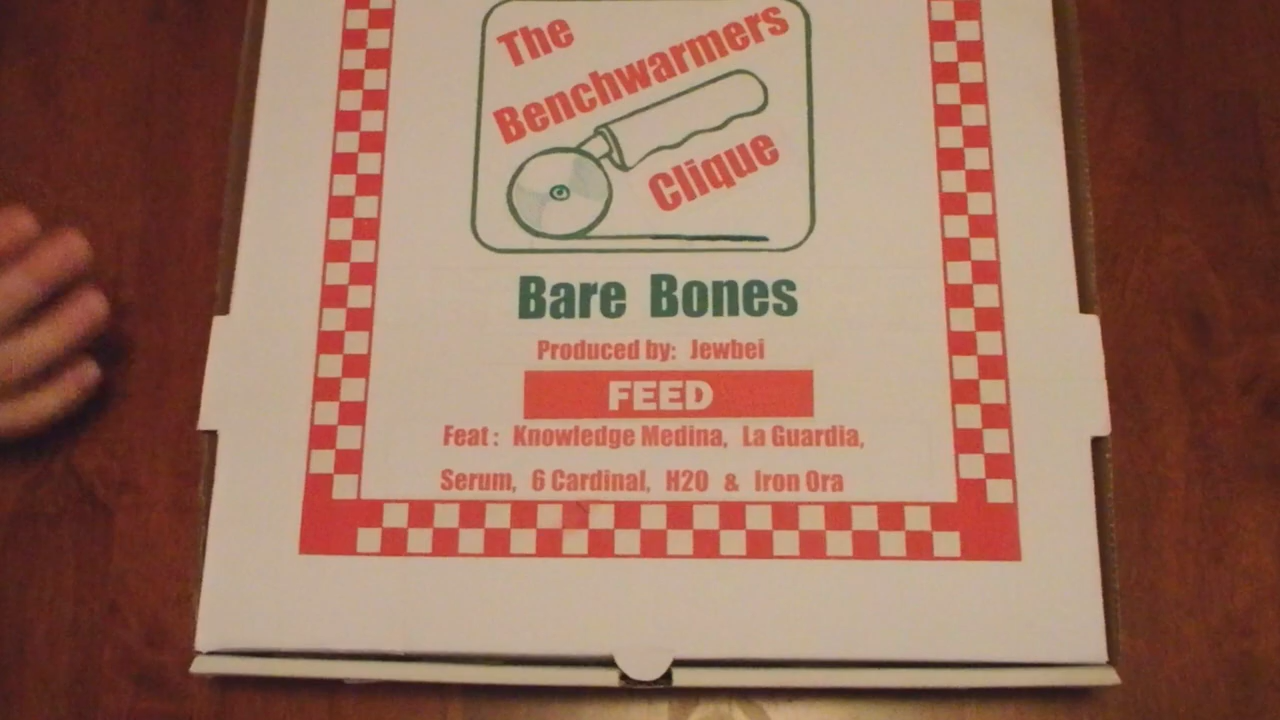 The
Benchwarmers
Clique
Bare Bones
Produced by: Jewbei
FEED
Feat: Knowledge Medina, La Guardia,
Serum, 6 Cardinal, H20 & Iron Ora